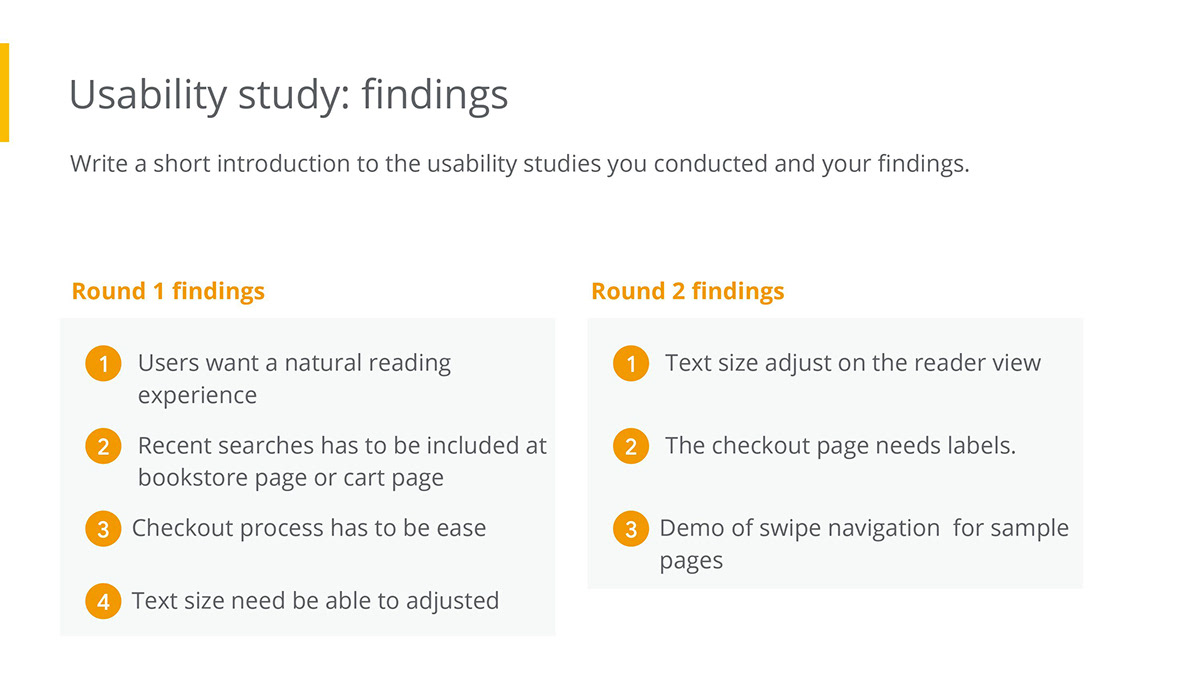 Usability study: findings
Write a short introduction to the usability studies you conducted and your findings.
Round 1 findings
1 Users want a natural reading
experience
2 Recent searches has to be included at
bookstore page or cart page
3 Checkout process has to be ease
4 Text size need be able to adjusted
Round 2 findings
1 Text size adjust on the reader view
2 The checkout page needs labels.
3 Demo of swipe navigation  for sample
pages